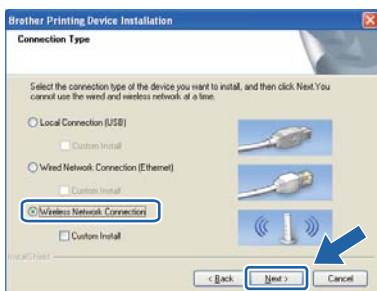 Brother Printing Device Installation
Connection Type
Select the connection type of the device you want to install, and then click Next. You
cannot use the wired and wireless network at a time.
Local Connection (USB)
Custom Install
Wired Network Connection (Ethernet)
Custom Install
Wireless Network Connection
Custom Install
InstallShield
< Back
Next >
Cancel